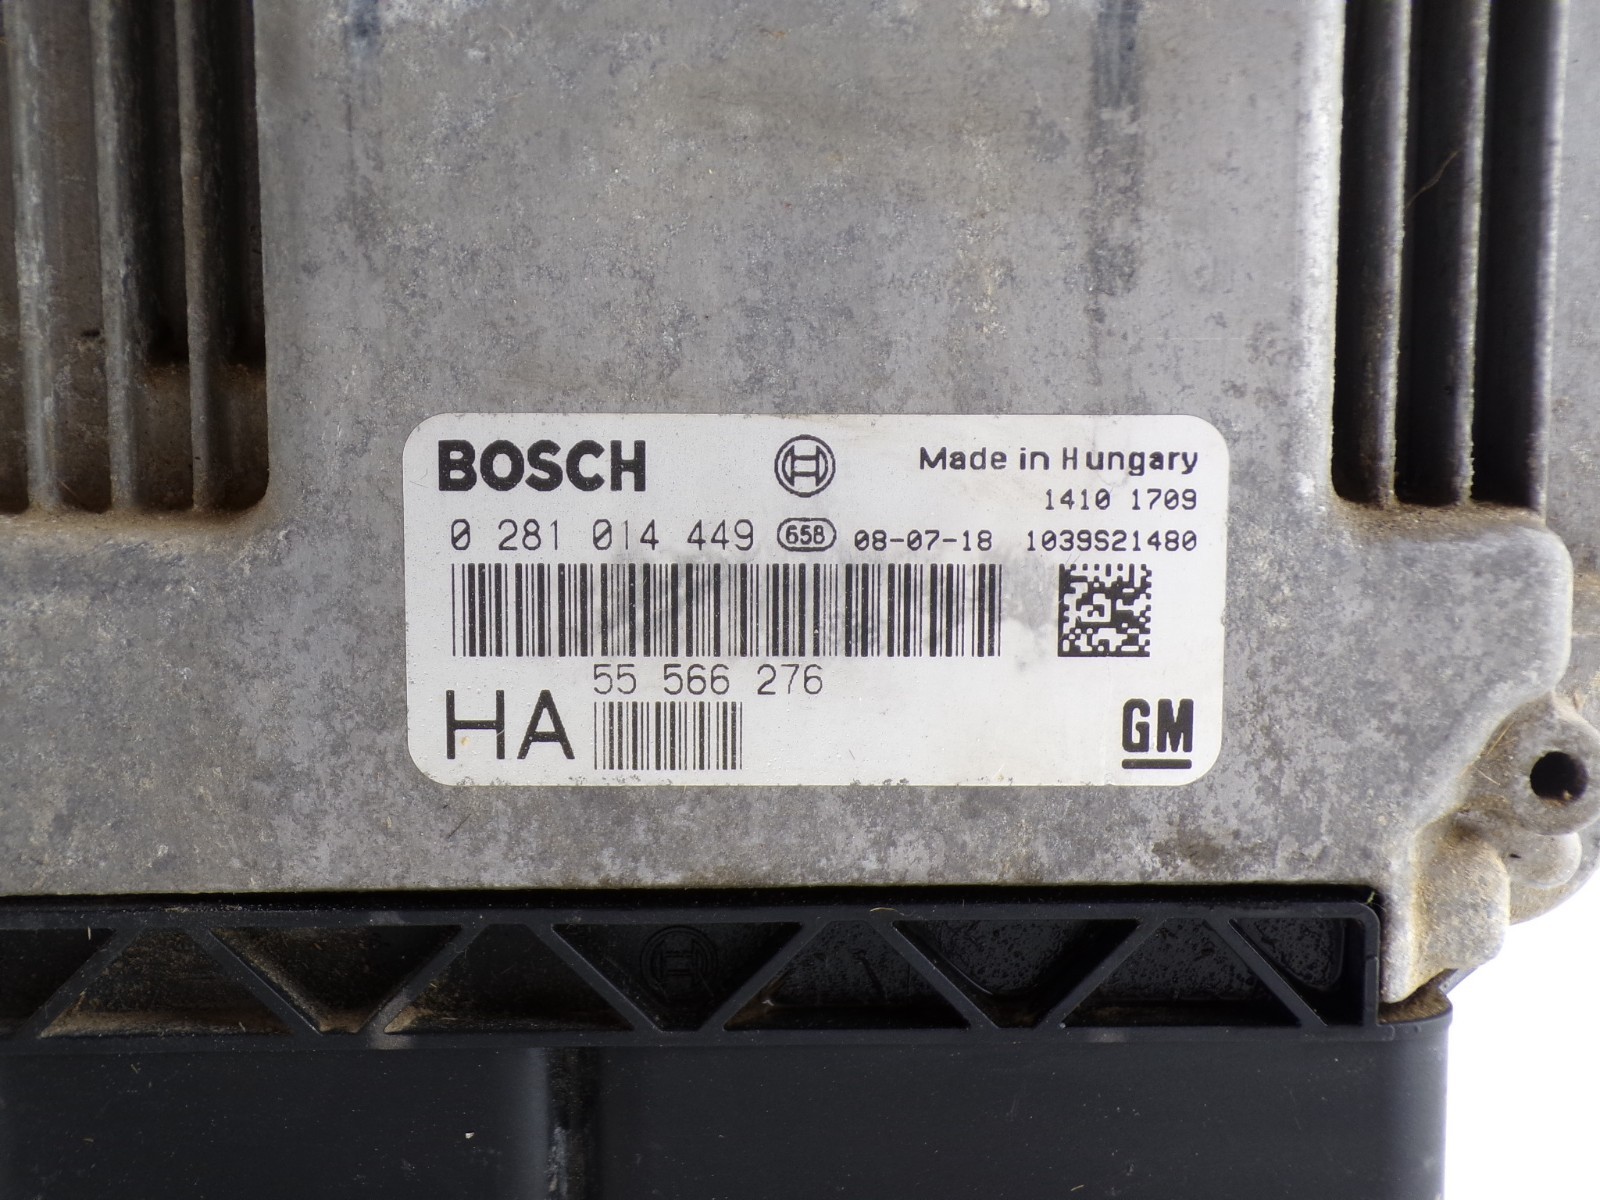 BOSCH Made in Hungary
1410 1709
0 281 014 449 658 08-07-18 1039S21480
55 566 276
HA GM